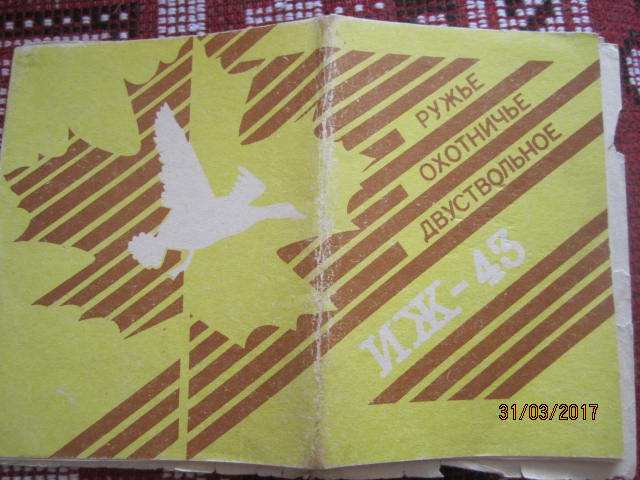 РУЖЬЕ
ОХОТНИЧЬЕ
ДВУСТВОЛЬНОЕ
ИЖ-43
31/03/2017